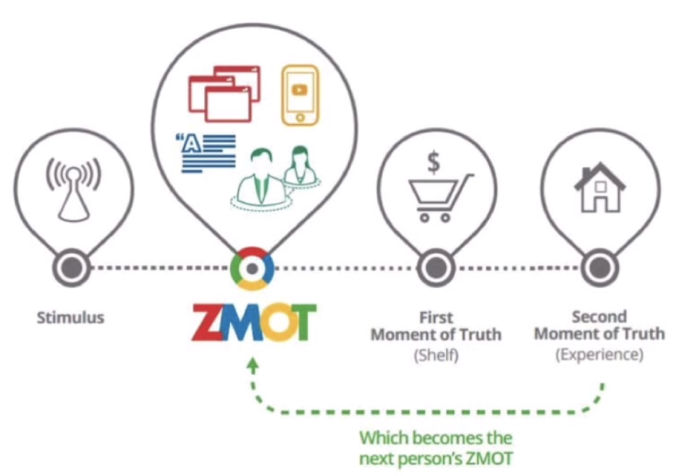 "A
$
Stimulus
ZMOT
First
Moment of Truth
(Shelf)
Second
Moment of Truth
(Experience)
Which becomes the
next person's ZMOT